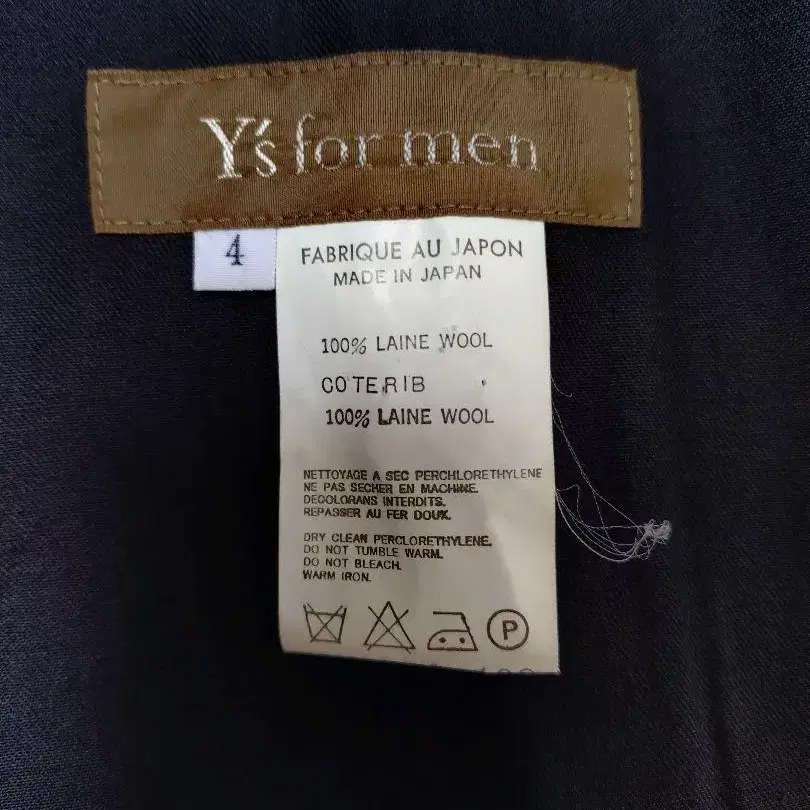 Y's for men
4
FABRIQUE AU JAPON
MADE IN JAPAN
100% LAINE WOOL
COTERIB
100% LAINE WOOL
NETTOYAGE A SEC PERCHLORETHYLENE
NE PAS SECHER EN MACHINE.
DECOLORANS INTERDITS.
REPASSER AU FER DOUX.
DRY CLEAN PERCLORETHYLENE.
DO NOT TUMBLE WARM.
DO NOT BLEACH.
WARM IRON.
P